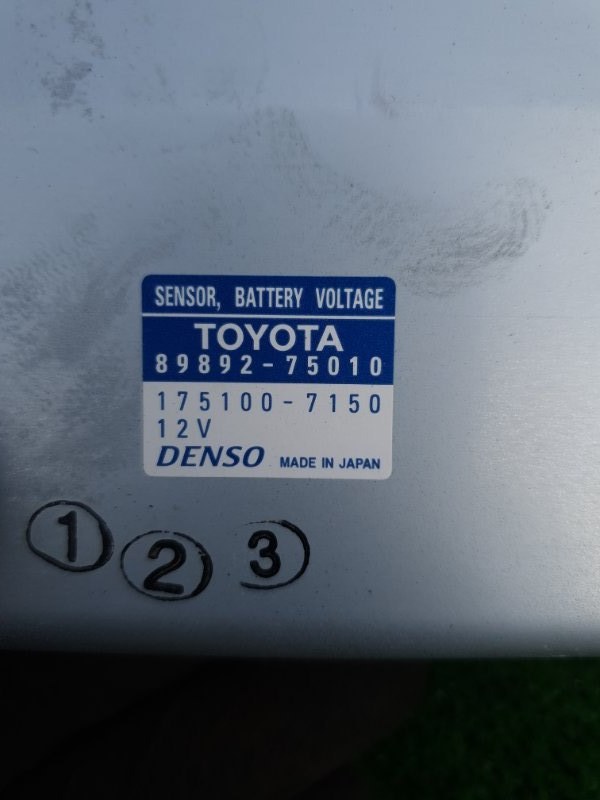 SENSOR, BATTERY VOLTAGE
TOYOTA
89892-75010
175100-7150
12V
DENSO MADE IN JAPAN
1 2 3